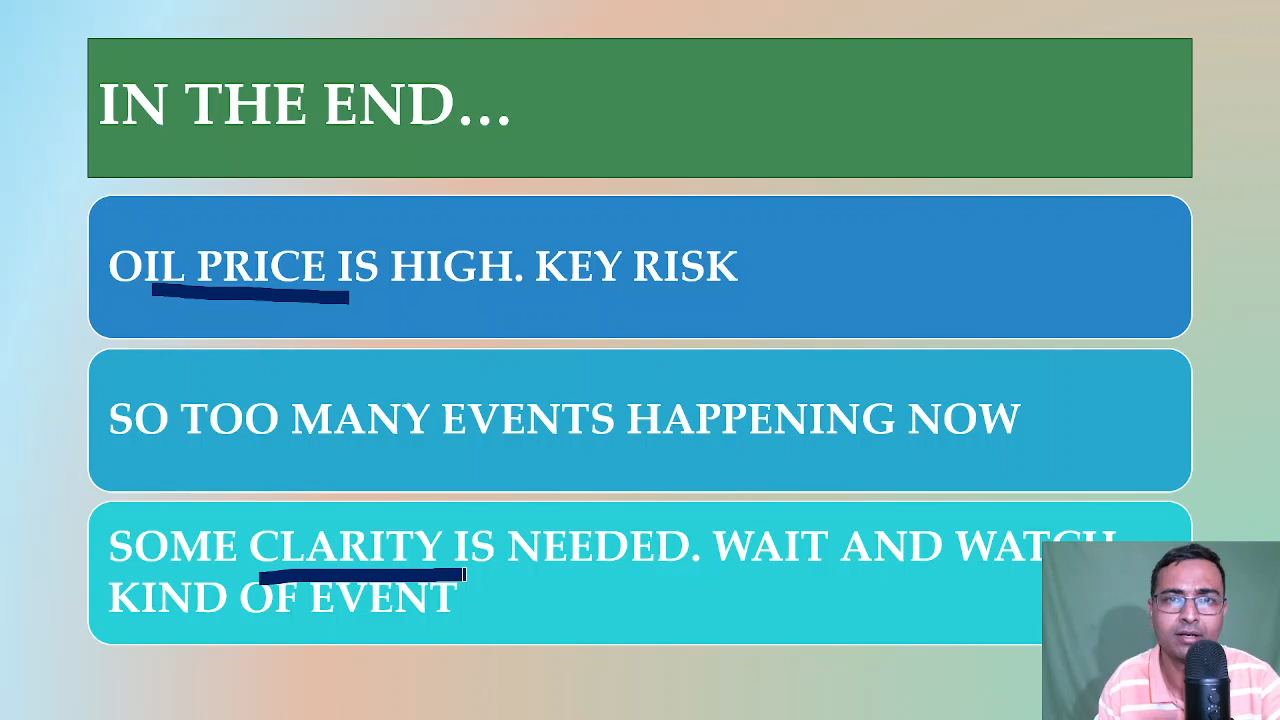 IN THE END…
OIL PRICE IS HIGH. KEY RISK
SO TOO MANY EVENTS HAPPENING NOW
SOME CLARITY IS NEEDED. WAIT AND WATCH
KIND OF EVENT